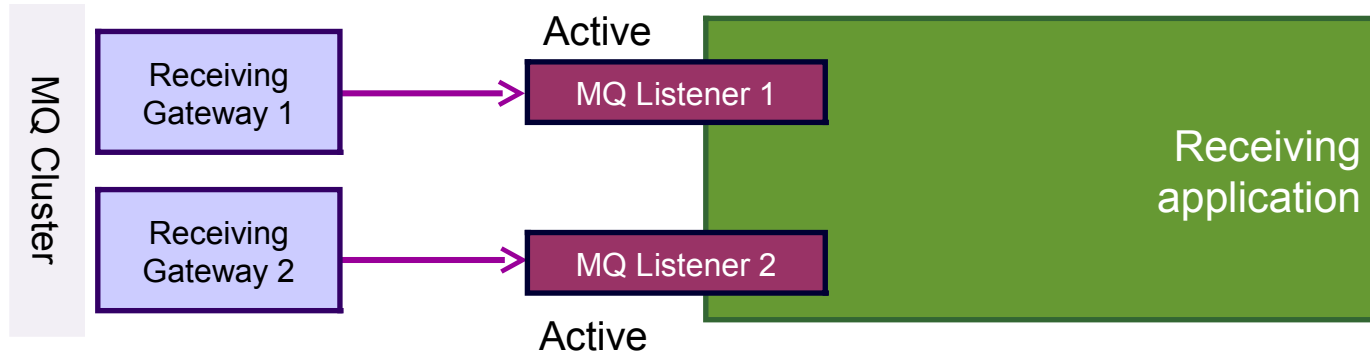 MQ Cluster
Receiving
Gateway 1
Active
MQ Listener 1
Receiving
application
Receiving
Gateway 2
MQ Listener 2
Active